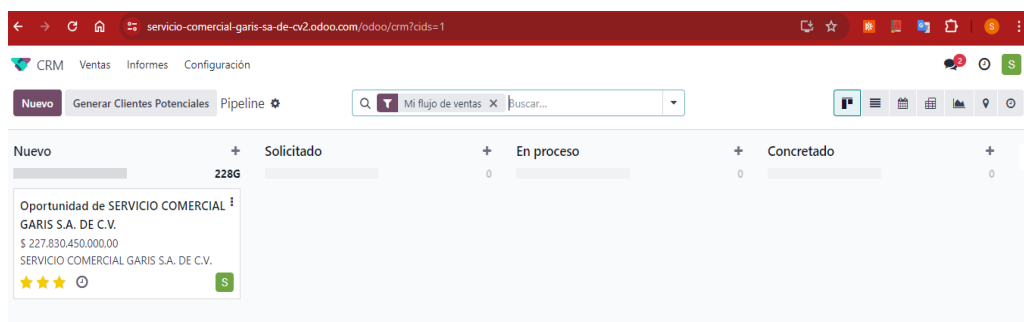 servicio-comercial-garis-sa-de-cv2.odoo.com/odoo/crm?cids=1
S
CRM Ventas Informes Configuración
2 S
Nuevo Generar Clientes Potenciales Pipeline Mi flujo de ventas Buscar...
Nuevo Solicitado En proceso Concretado
228G 0 0 0
Oportunidad de SERVICIO COMERCIAL
GARIS S.A. DE C.V.
$ 227.830.450.000,00
SERVICIO COMERCIAL GARIS S.A. DE C.V.
S